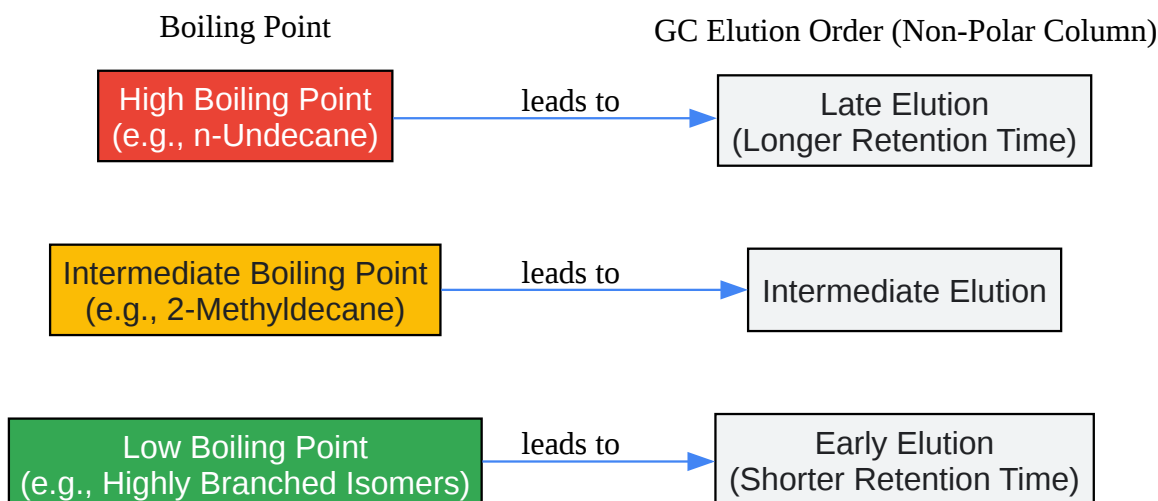 Boiling Point
GC Elution Order (Non-Polar Column)
High Boiling Point
(e.g., n-Undecane)
leads to
Late Elution
(Longer Retention Time)
Intermediate Boiling Point
(e.g., 2-Methyldecane)
leads to
Intermediate Elution
Low Boiling Point
(e.g., Highly Branched Isomers)
leads to
Early Elution
(Shorter Retention Time)